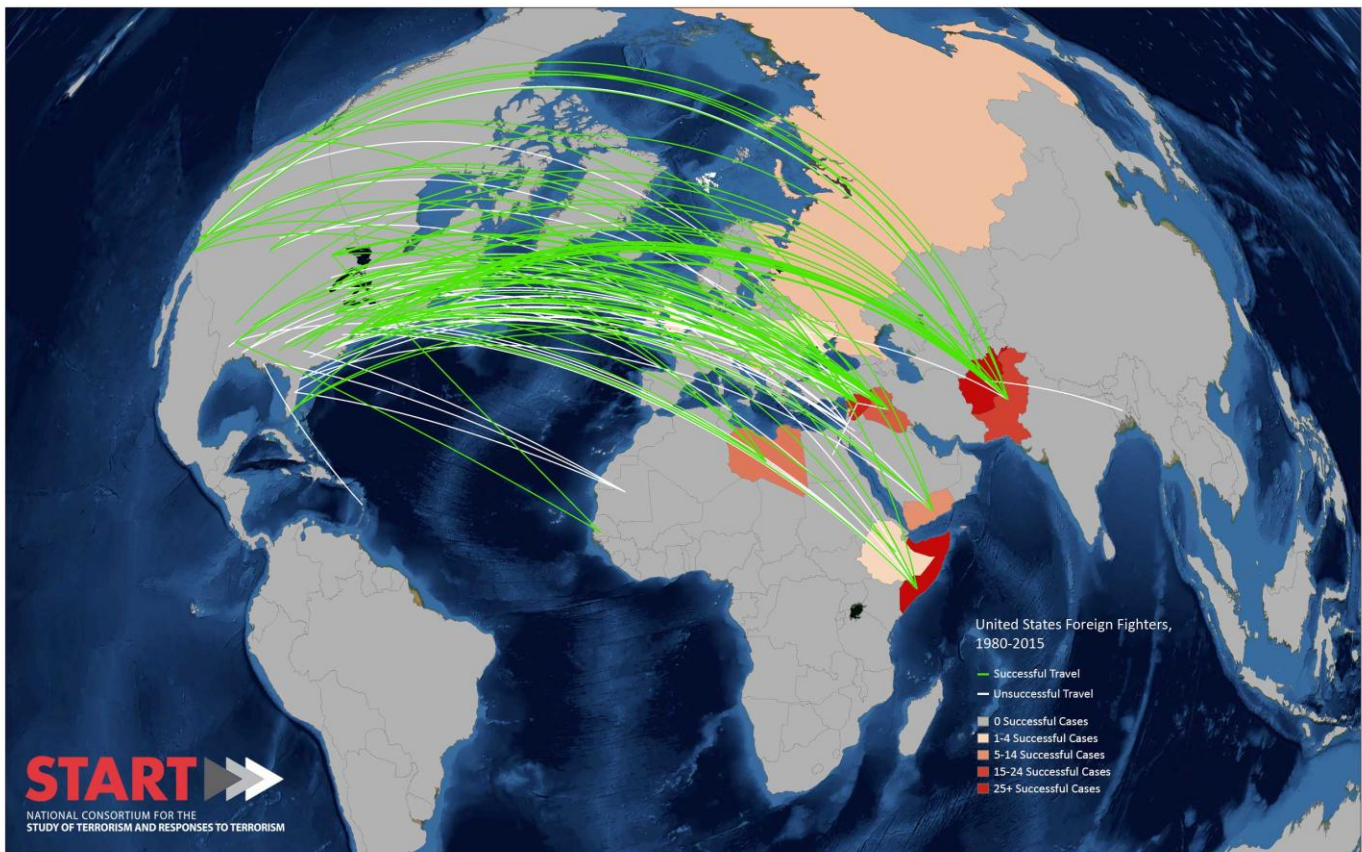 United States Foreign Fighters,
1980-2015
Successful Travel
Unsuccessful Travel
0 Successful Cases
1-4 Successful Cases
5-14 Successful Cases
15-24 Successful Cases
25+ Successful Cases
START
NATIONAL CONSORTIUM FOR THE
STUDY OF TERRORISM AND RESPONSES TO TERRORISM